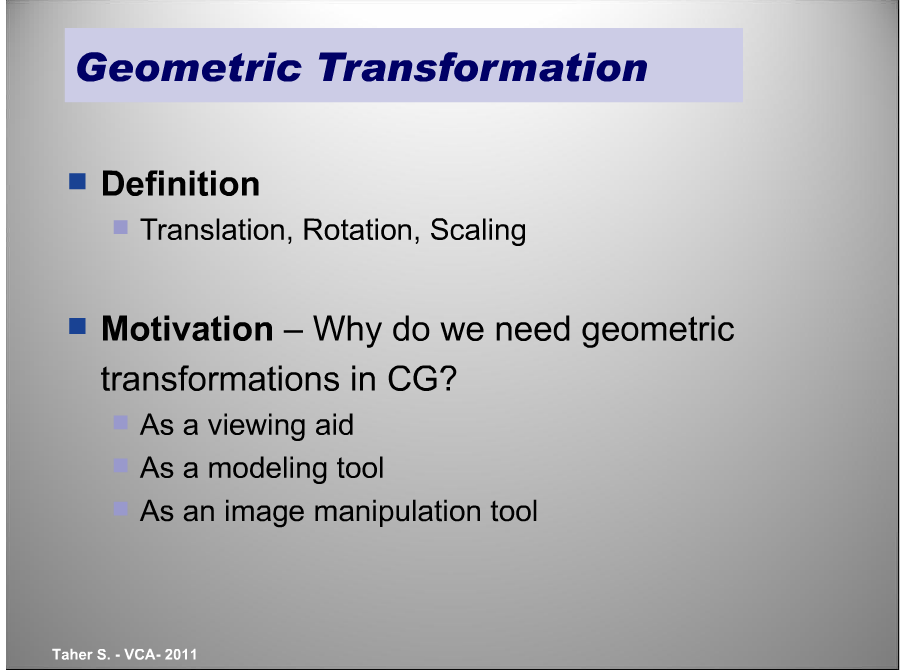 Geometric Transformation
Definition
Translation, Rotation, Scaling
Motivation – Why do we need geometric
transformations in CG?
As a viewing aid
As a modeling tool
As an image manipulation tool
Taher S. - VCA- 2011